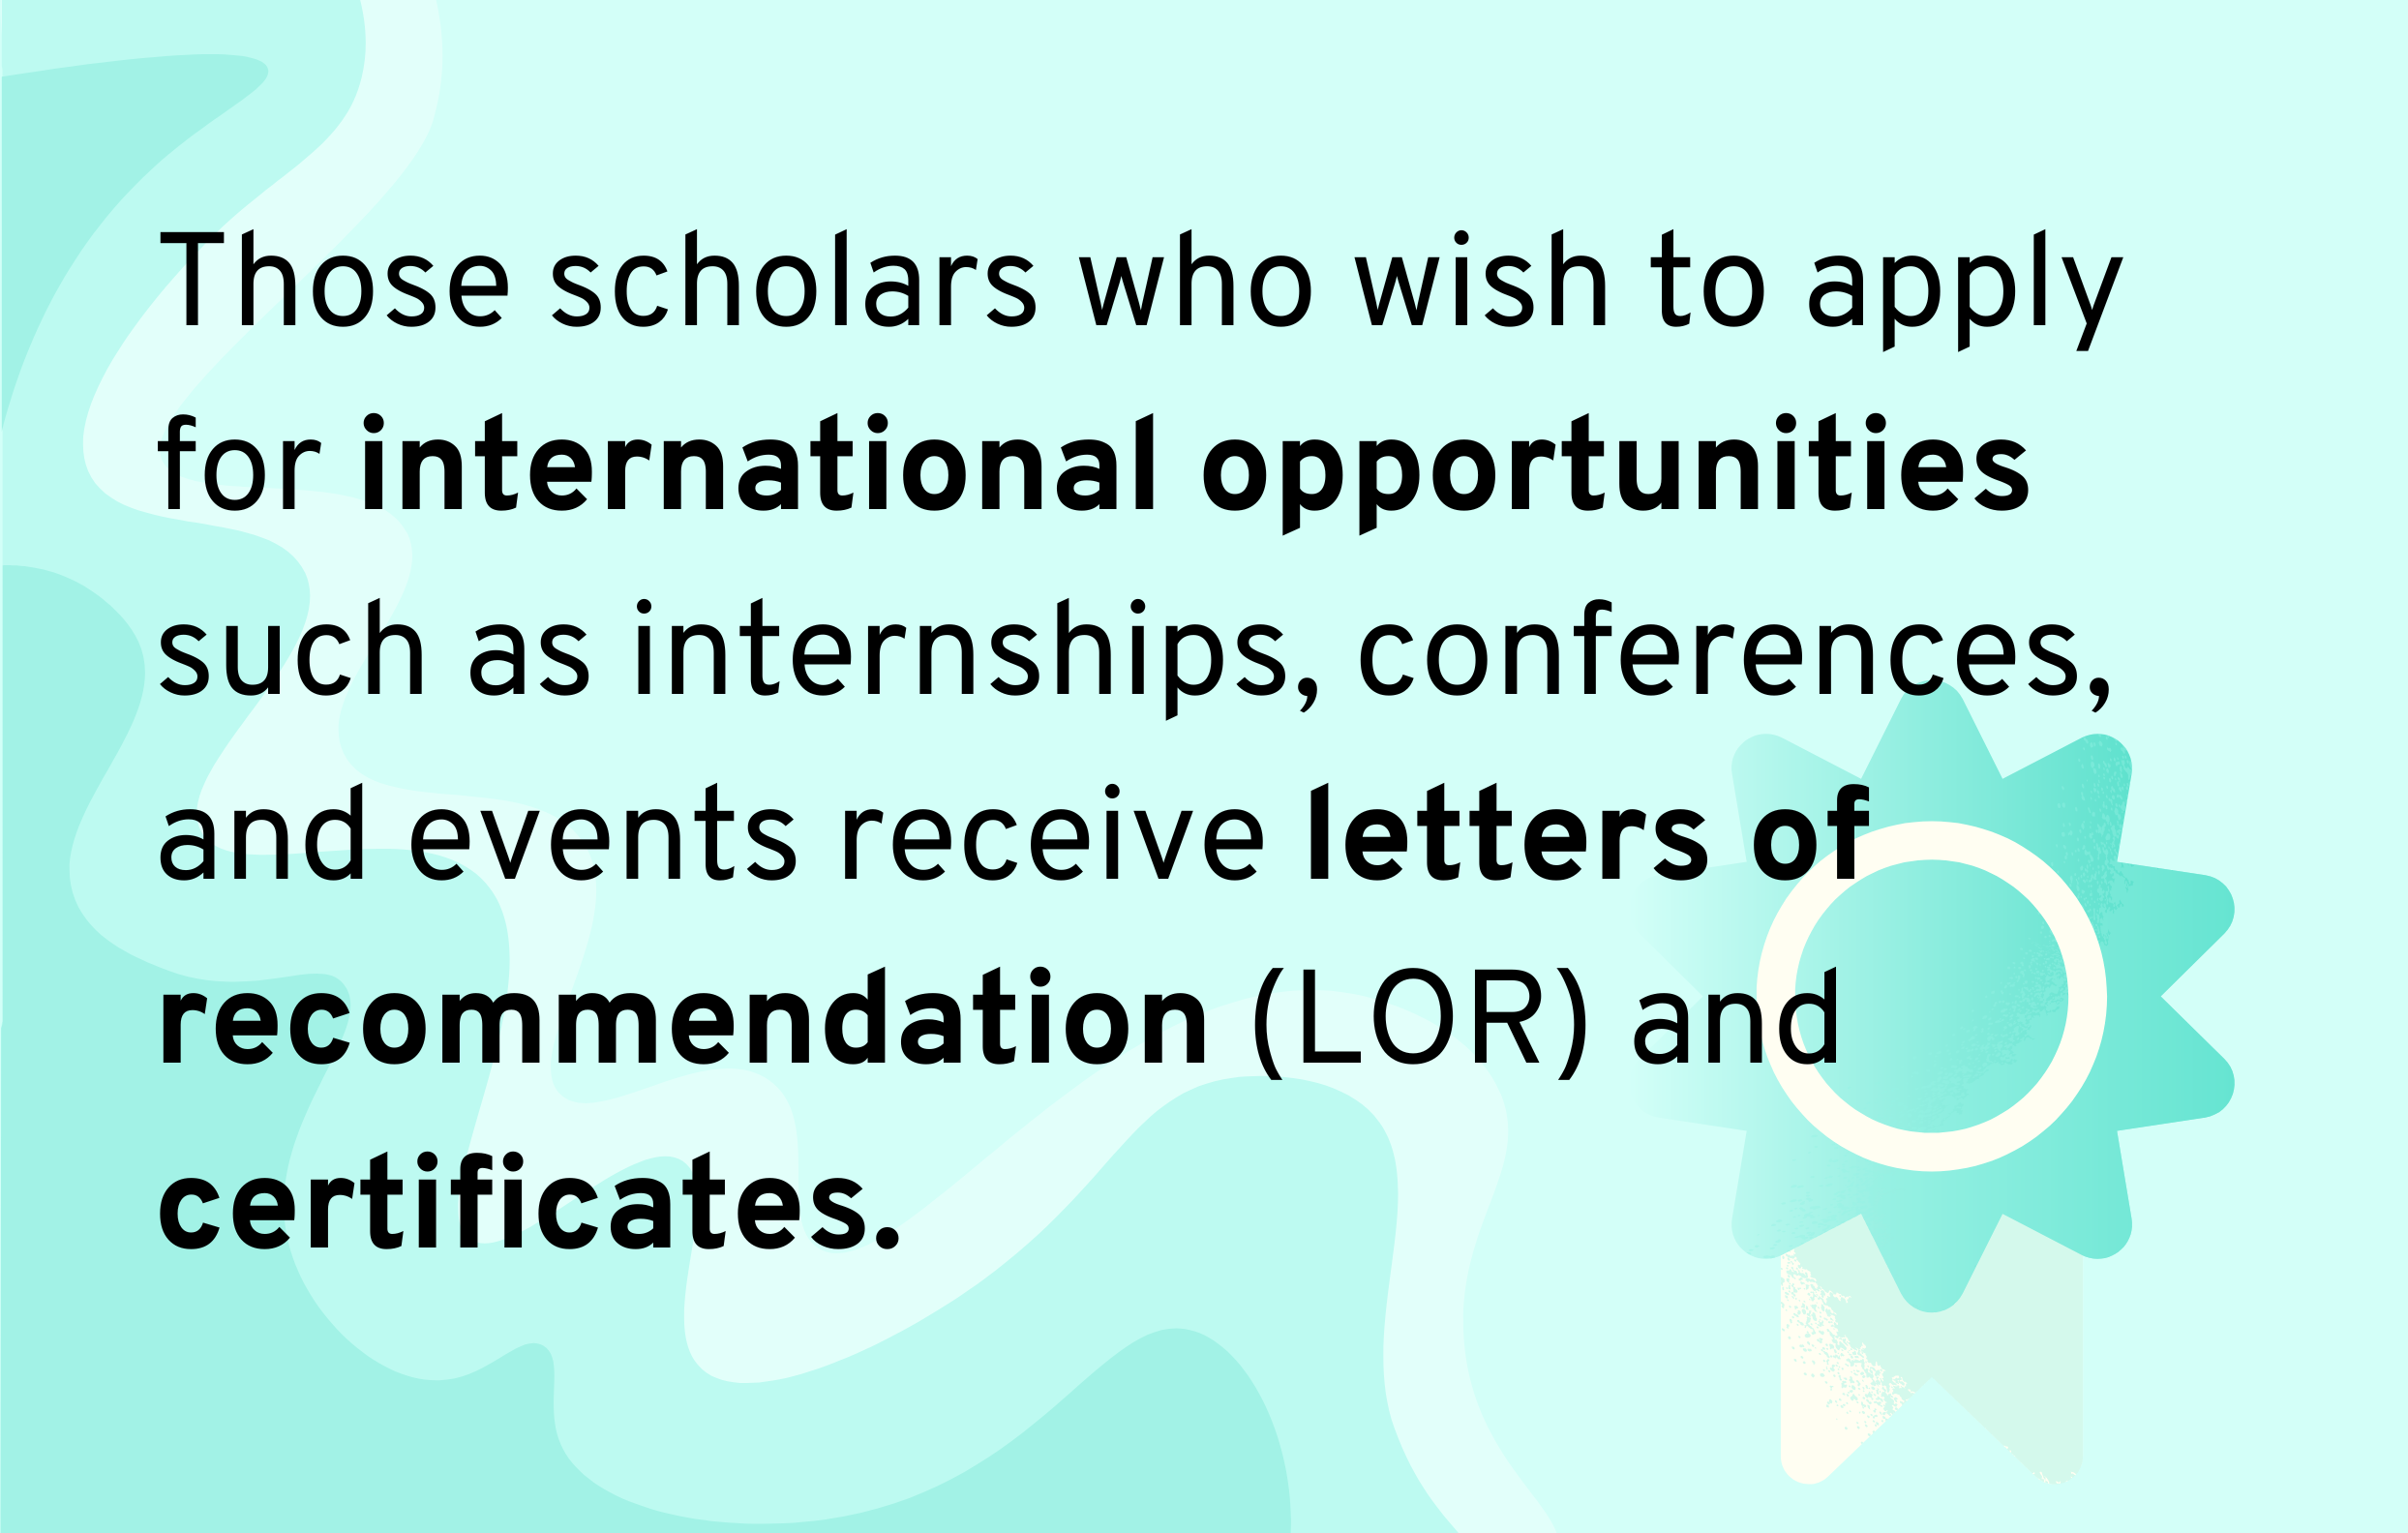 Those scholars who wish to apply
for international opportunities
such as internships, conferences,
and events receive letters of
recommendation (LOR) and
certificates.